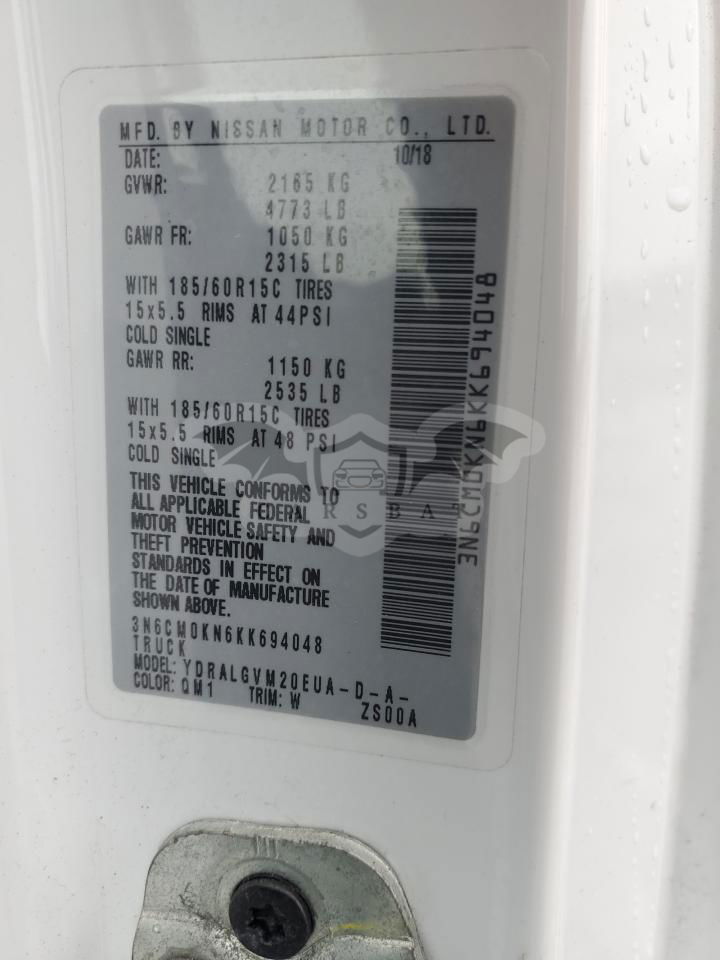 MFD. BY NISSAN MOTOR CO., LTD.
DATE: 10/18
GVWR: 2165 KG
4773 LB
GAWR FR: 1050 KG
2315 LB
WITH 185/60R15C TIRES
15x5.5 RIMS AT 44PSI
COLD SINGLE
GAWR RR: 1150 KG
2535 LB
WITH 185/60R15C TIRES
15x5.5 RIMS AT 48 PSI
COLD SINGLE
THIS VEHICLE CONFORMS TO
ALL APPLICABLE FEDERAL
MOTOR VEHICLE SAFETY AND
THEFT PREVENTION
STANDARDS IN EFFECT ON
THE DATE OF MANUFACTURE
SHOWN ABOVE.
3N6CM0KN6KK694048
TRUCK
MODEL: YDRALGVM20EUA-D-A-
ZS00A
COLOR: QM1 TRIM: W
3N6CM0KN6KK694048